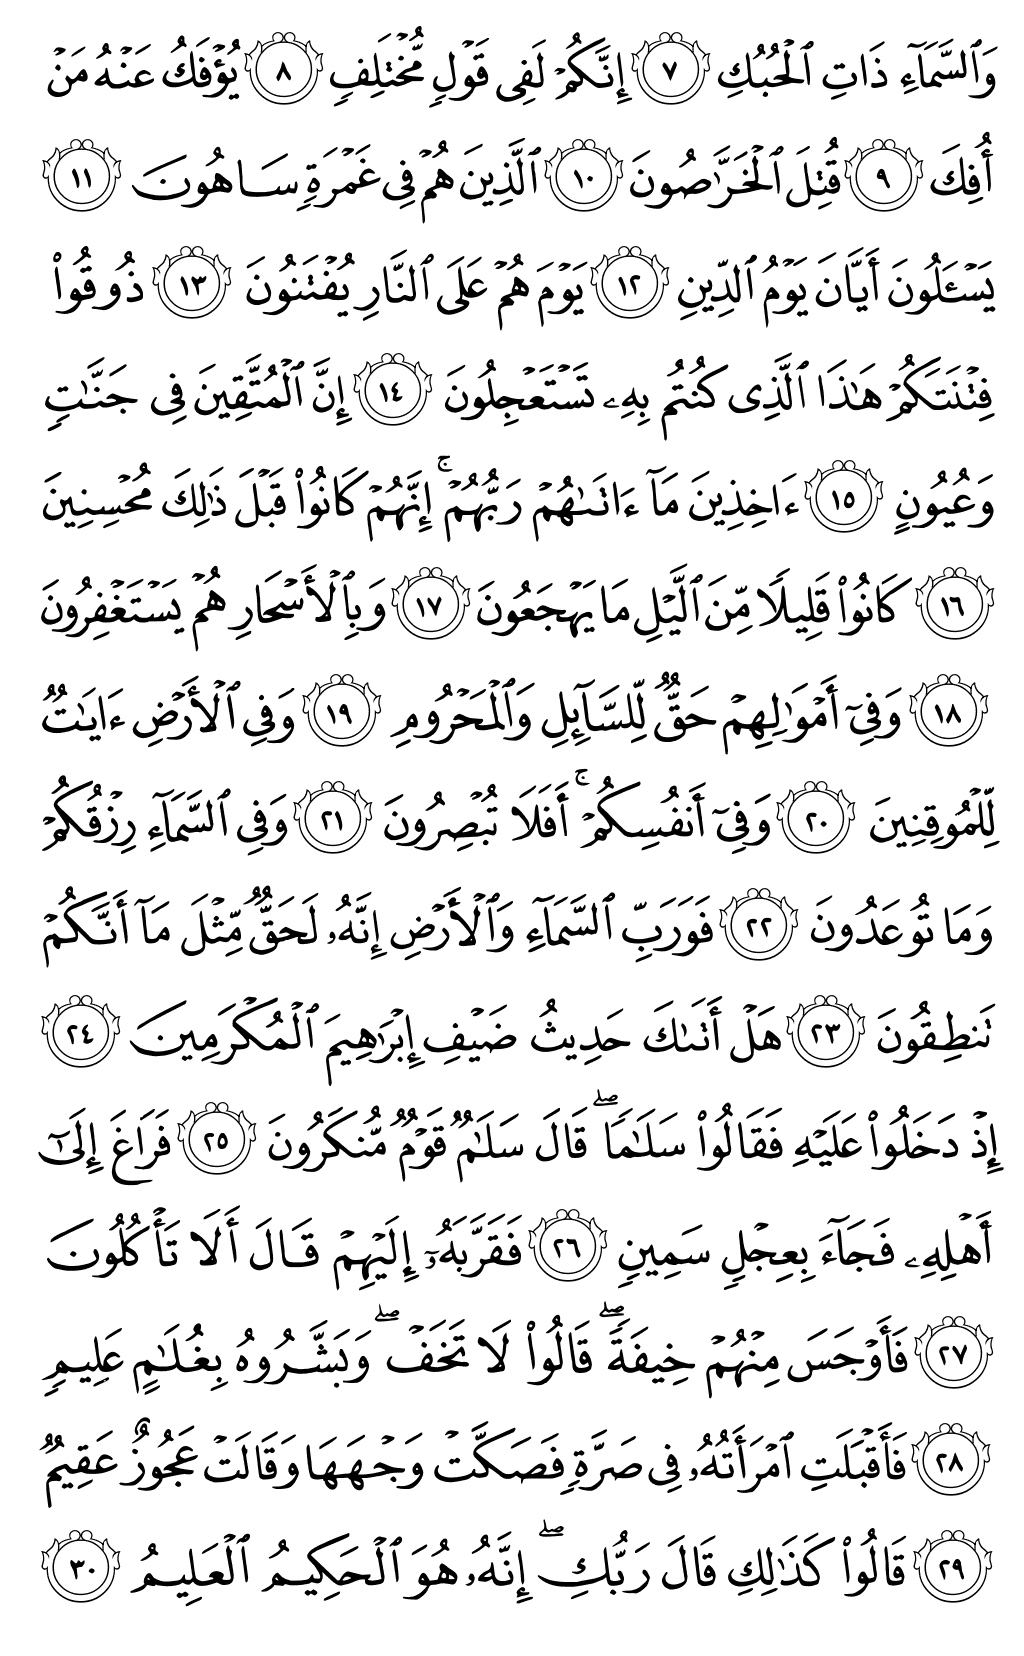 وَٱلسَّمَآءِ ذَاتِ ٱلْحُبُكِ ٧ إِنَّكُمْ لَفِى قَوْلٍ مُّخْتَلِفٍ ٨ يُؤْفَكُ عَنْهُ مَنْ
أُفِكَ ٩ قُتِلَ ٱلْخَرَّٰصُونَ ١٠ ٱلَّذِينَ هُمْ فِى غَمْرَةٍ سَاهُونَ ١١
يَسْـَٔلُونَ أَيَّانَ يَوْمُ ٱلدِّينِ ١٢ يَوْمَ هُمْ عَلَى ٱلنَّارِ يُفْتَنُونَ ١٣ ذُوقُوا۟
فِتْنَتَكُمْ هَٰذَا ٱلَّذِى كُنتُم بِهِۦ تَسْتَعْجِلُونَ ١٤ إِنَّ ٱلْمُتَّقِينَ فِى جَنَّٰتٍ
وَعُيُونٍ ١٥ ءَاخِذِينَ مَآ ءَاتَىٰهُمْ رَبُّهُمْ ۚ إِنَّهُمْ كَانُوا۟ قَبْلَ ذَٰلِكَ مُحْسِنِينَ
١٦ كَانُوا۟ قَلِيلًا مِّنَ ٱلَّيْلِ مَا يَهْجَعُونَ ١٧ وَبِٱلْأَسْحَارِ هُمْ يَسْتَغْفِرُونَ
١٨ وَفِىٓ أَمْوَٰلِهِمْ حَقٌّ لِّلسَّآئِلِ وَٱلْمَحْرُومِ ١٩ وَفِى ٱلْأَرْضِ ءَايَٰتٌ
لِّلْمُوقِنِينَ ٢٠ وَفِىٓ أَنفُسِكُمْ ۚ أَفَلَا تُبْصِرُونَ ٢١ وَفِى ٱلسَّمَآءِ رِزْقُكُمْ
وَمَا تُوعَدُونَ ٢٢ فَوَرَبِّ ٱلسَّمَآءِ وَٱلْأَرْضِ إِنَّهُۥ لَحَقٌّ مِّثْلَ مَآ أَنَّكُمْ
تَنطِقُونَ ٢٣ هَلْ أَتَىٰكَ حَدِيثُ ضَيْفِ إِبْرَٰهِيمَ ٱلْمُكْرَمِينَ ٢٤
إِذْ دَخَلُوا۟ عَلَيْهِ فَقَالُوا۟ سَلَٰمًا ۖ قَالَ سَلَٰمٌ قَوْمٌ مُّنكَرُونَ ٢٥ فَرَاغَ إِلَىٰٓ
أَهْلِهِۦ فَجَآءَ بِعِجْلٍ سَمِينٍ ٢٦ فَقَرَّبَهُۥٓ إِلَيْهِمْ قَالَ أَلَا تَأْكُلُونَ
٢٧ فَأَوْجَسَ مِنْهُمْ خِيفَةً ۖ قَالُوا۟ لَا تَخَفْ ۖ وَبَشَّرُوهُ بِغُلَٰمٍ عَلِيمٍ
٢٨ فَأَقْبَلَتِ ٱمْرَأَتُهُۥ فِى صَرَّةٍ فَصَكَّتْ وَجْهَهَا وَقَالَتْ عَجُوزٌ عَقِيمٌ
٢٩ قَالُوا۟ كَذَٰلِكِ قَالَ رَبُّكِ ۖ إِنَّهُۥ هُوَ ٱلْحَكِيمُ ٱلْعَلِيمُ ٣٠